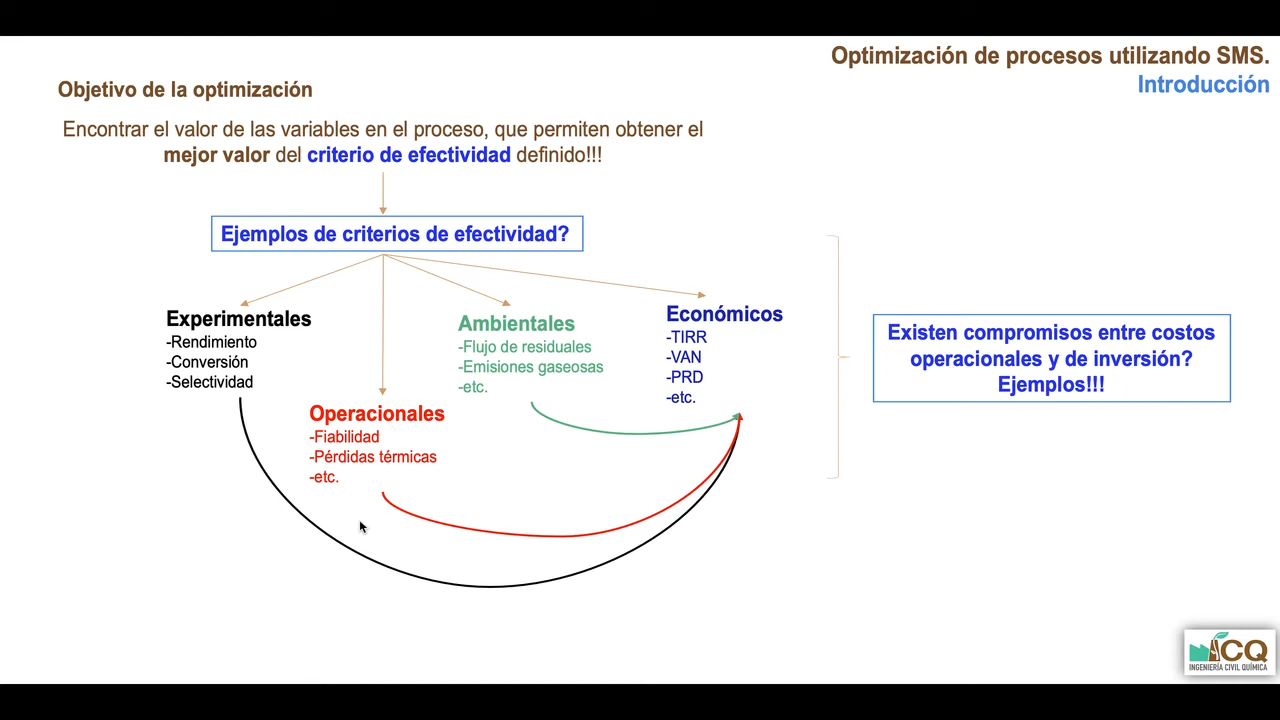 Optimización de procesos utilizando SMS.
Introducción
Objetivo de la optimización
Encontrar el valor de las variables en el proceso, que permiten obtener el
mejor valor del criterio de efectividad definido!!!
Ejemplos de criterios de efectividad?
Experimentales
-Rendimiento
-Conversión
-Selectividad
Operacionales
-Fiabilidad
-Pérdidas térmicas
-etc.
Ambientales
-Flujo de residuales
-Emisiones gaseosas
-etc.
Económicos
-TIRR
-VAN
-PRD
-etc.
Existen compromisos entre costos
operacionales y de inversión?
Ejemplos!!!
ICQ
INGENIERÍA CIVIL QUÍMICA